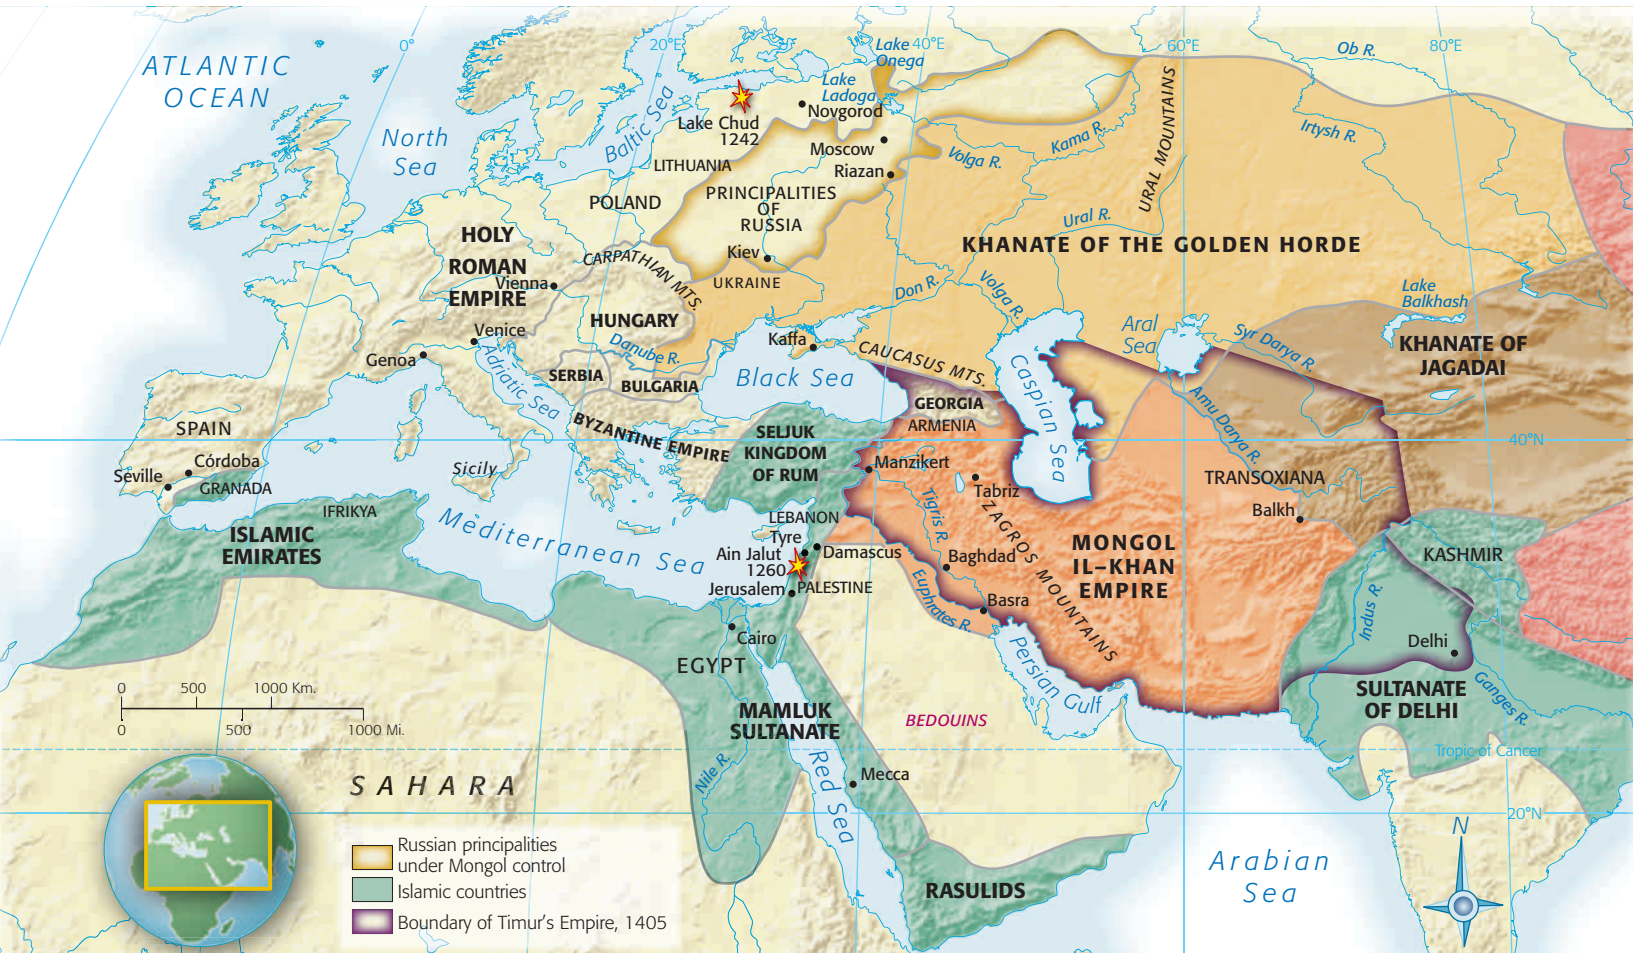 0°
20°E
40°E
60°E
80°E
ATLANTIC
OCEAN
North
Sea
Baltic Sea
Lake
Onega
Lake
Ladoga
Novgorod
Lake Chud
1242
Moscow
Riazan
LITHUANIA
POLAND
PRINCIPALITIES
OF
RUSSIA
Kiev
UKRAINE
Volga R.
Kama R.
URAL MOUNTAINS
Ural R.
Ob R.
Irtysh R.
KHANATE OF THE GOLDEN HORDE
HOLY
ROMAN
EMPIRE
Vienna
CARPATHIAN MTS.
HUNGARY
Danube R.
Venice
Genoa
Adriatic Sea
SERBIA
BULGARIA
BYZANTINE EMPIRE
Kaffa
Black Sea
Don R.
Volga R.
CAUCASUS MTS.
GEORGIA
ARMENIA
Caspian Sea
Aral
Sea
Syr Darya R.
Amu Darya R.
Lake
Balkhash
KHANATE OF
JAGADAI
40°N
TRANSOXIANA
Balkh
SPAIN
Córdoba
Séville
GRANADA
Sicily
IFRIKYA
ISLAMIC
EMIRATES
Mediterranean Sea
SELJUK
KINGDOM
OF RUM
Manzikert
Tabriz
ZAGROS MOUNTAINS
Tigris R.
Baghdad
Euphrates R.
Basra
Persian Gulf
MONGOL
IL–KHAN
EMPIRE
LEBANON
Tyre
Damascus
Ain Jalut
1260
Jerusalem
PALESTINE
Cairo
EGYPT
MAMLUK
SULTANATE
Nile R.
Red Sea
Mecca
BEDOUINS
RASULIDS
KASHMIR
Indus R.
Delhi
SULTANATE
OF DELHI
Ganges R.
Tropic of Cancer
20°N
Arabian
Sea
N
SAHARA
0 500 1000 Km.
0 500 1000 Mi.
Russian principalities
under Mongol control
Islamic countries
Boundary of Timur's Empire, 1405